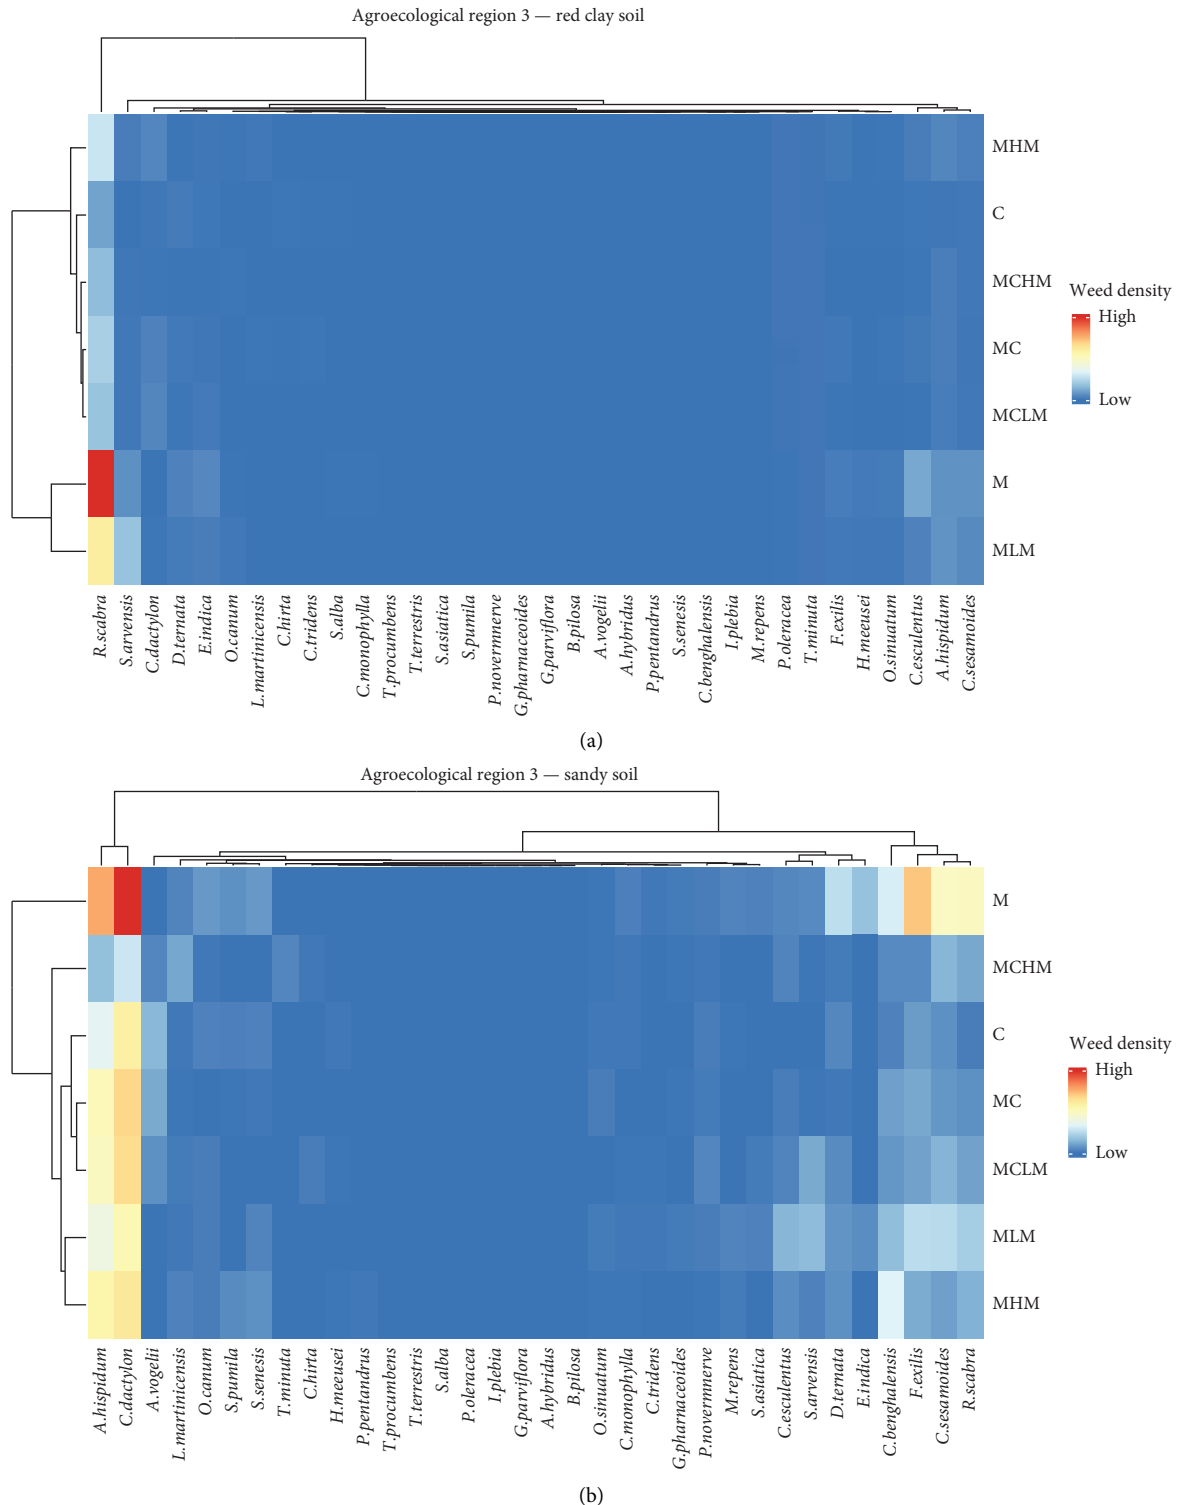 Agroecological region 3 — red clay soil
MHM
C
MCHM
MC
MCLM
M
MLM
Weed density
High
Low
R.scabra
S.arvensis
C.dactylon
D.ternata
E.indica
O.canum
L.martinicensis
C.hirta
C.tridens
S.alba
C.monophylla
T.procumbens
T.terrestris
S.asiatica
S.pumila
P.novermnerve
G.pharnaceoides
G.parviflora
B.pilosa
A.vogelii
A.hybridus
P.pentandrus
S.senesis
C.benghalensis
I.plebia
M.repens
P.oleracea
T.minuta
F.exilis
H.meeusei
O.sinuatum
C.esculentus
A.hispidum
C.sesamoides
(a)
Agroecological region 3 — sandy soil
M
MCHM
C
MC
MCLM
MLM
MHM
Weed density
High
Low
A.hispidum
C.dactylon
A.vogelii
L.martinicensis
O.canum
S.pumila
S.senesis
T.minuta
C.hirta
H.meeusei
P.pentandrus
T.procumbens
T.terrestris
S.alba
P.oleracea
I.plebia
G.parviflora
A.hybridus
B.pilosa
O.sinuatum
C.monophylla
C.tridens
G.pharnaceoides
P.novermnerve
M.repens
S.asiatica
C.esculentus
S.arvensis
D.ternata
E.indica
C.benghalensis
F.exilis
C.sesamoides
R.scabra
(b)